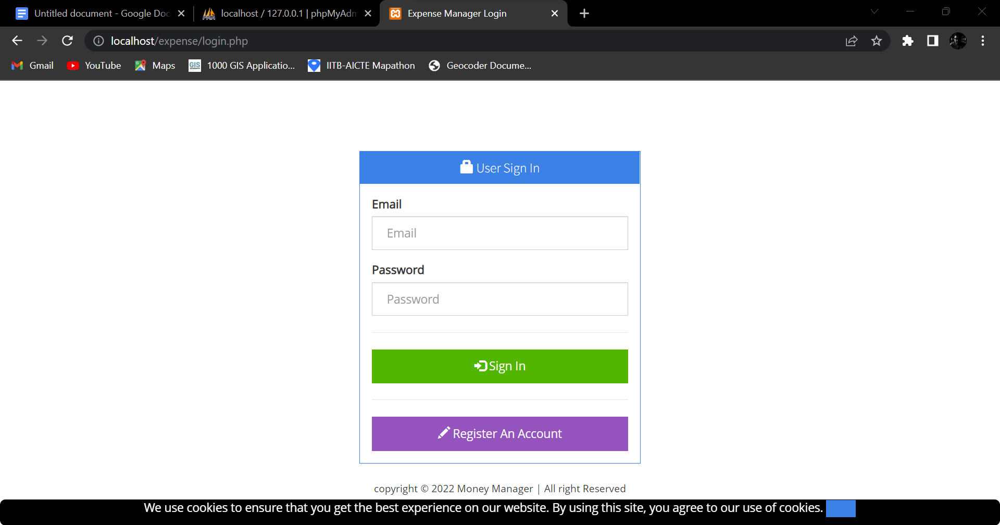 Untitled document - Google Doc
localhost / 127.0.0.1 | phpMyAdm
Expense Manager Login
localhost/expense/login.php
Gmail
YouTube
Maps
GIS
1000 GIS Applicatio...
IITB-AICTE Mapathon
Geocoder Docume...
User Sign In
Email
Email
Password
Password
Sign In
Register An Account
copyright © 2022 Money Manager | All right Reserved
We use cookies to ensure that you get the best experience on our website. By using this site, you agree to our use of cookies.